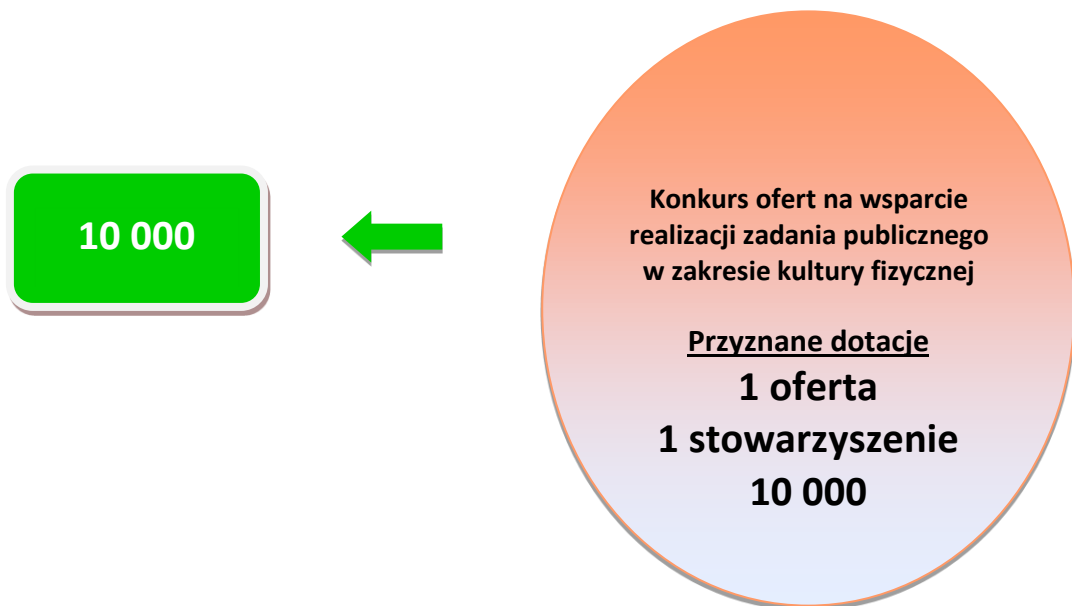 10 000
Konkurs ofert na wsparcie
realizacji zadania publicznego
w zakresie kultury fizycznej
Przyznane dotacje
1 oferta
1 stowarzyszenie
10 000